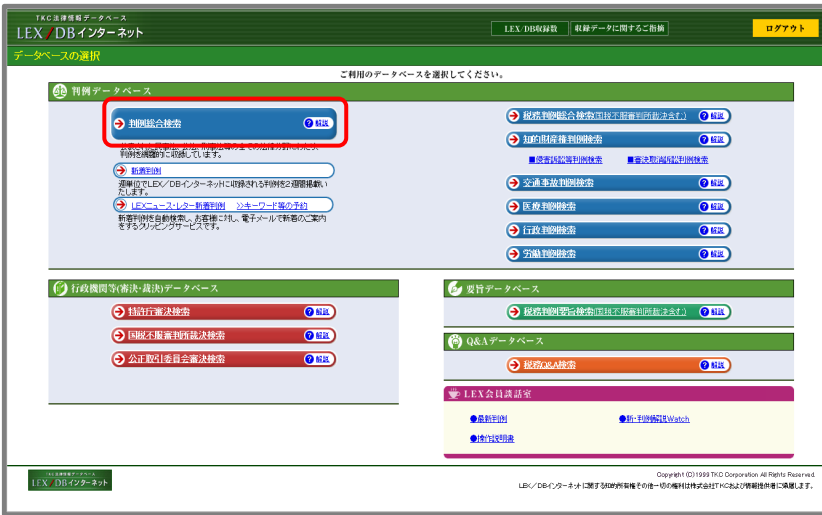 TKC法律情報データベース
LEX/DBインターネット
LEX/DB収録数
収録データに関するご指摘
ログアウト
データベースの選択
ご利用のデータベースを選択してください。
判例データベース
判例総合検索
解説
判例を網羅的に収録しています。
新着判例
週単位でLEX/DBインターネットに収録される判例を2週間掲載い
たします。
LEXニュース・レター新着判例 >>キーワード等の予約
新着判例を自動検索し、お客様に対し、電子メールで新着のご案内
をするクリッピングサービスです。
税務判例総合検索(国税不服審判所裁決含む)
解説
知的財産権判例検索
解説
■侵害訴訟等判例検索
■審決取消訴訟判例検索
交通事故判例検索
解説
医療判例検索
解説
行政判例検索
解説
労働判例検索
解説
行政機関等(審決・裁決)データベース
特許庁審決検索
解説
国税不服審判所裁決検索
解説
公正取引委員会審決検索
解説
要旨データベース
税務判例要旨検索(国税不服審判所裁決含む)
解説
Q&Aデータベース
税務Q&A検索
解説
LEX会員談話室
●最新判例
●新・判例解説Watch
●操作説明書
TKC法律情報データベース
LEX/DBインターネット
Copyright (C)1999 TKC Corporation All Rights Reserved.
LEX/DBインターネットに関する知的所有権その他一切の権利は株式会社TKCおよび情報提供者に帰属します。